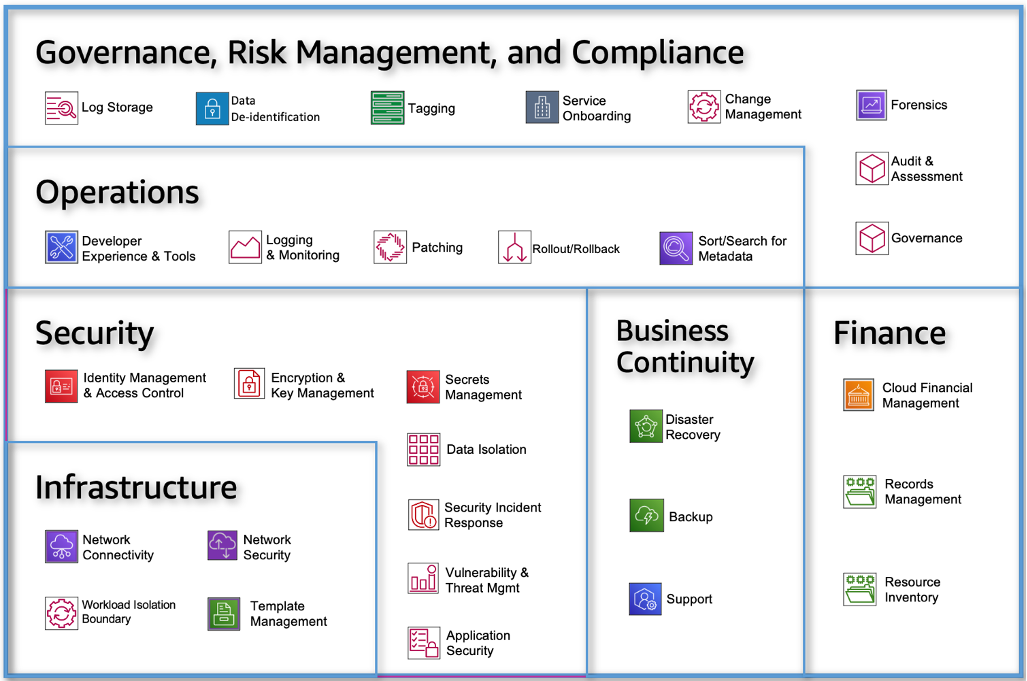 Governance, Risk Management, and Compliance
Log Storage
Data
De-identification
Tagging
Service
Onboarding
Change
Management
Forensics
Audit &
Assessment
Governance
Operations
Developer
Experience & Tools
Logging
& Monitoring
Patching
Rollout/Rollback
Sort/Search for
Metadata
Security
Identity Management
& Access Control
Encryption &
Key Management
Secrets
Management
Data Isolation
Security Incident
Response
Vulnerability &
Threat Mgmt
Application
Security
Infrastructure
Network
Connectivity
Network
Security
Workload Isolation
Boundary
Template
Management
Business
Continuity
Disaster
Recovery
Backup
Support
Finance
Cloud Financial
Management
Records
Management
Resource
Inventory